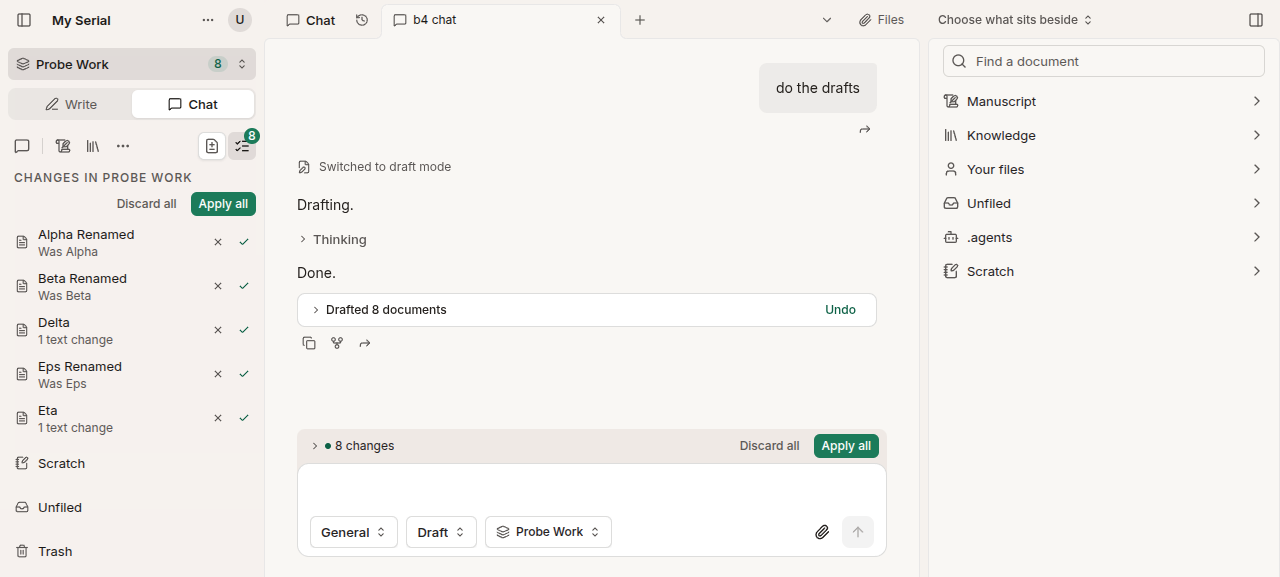 My Serial
U
Probe Work
8
Write
Chat
8
CHANGES IN PROBE WORK
Discard all
Apply all
Alpha Renamed
Was Alpha
Beta Renamed
Was Beta
Delta
1 text change
Eps Renamed
Was Eps
Eta
1 text change
Scratch
Unfiled
Trash
Chat
b4 chat
Files
do the drafts
Switched to draft mode
Drafting.
Thinking
Done.
Drafted 8 documents
Undo
8 changes
Discard all
Apply all
General
Draft
Probe Work
Choose what sits beside
Find a document
Manuscript
Knowledge
Your files
Unfiled
.agents
Scratch